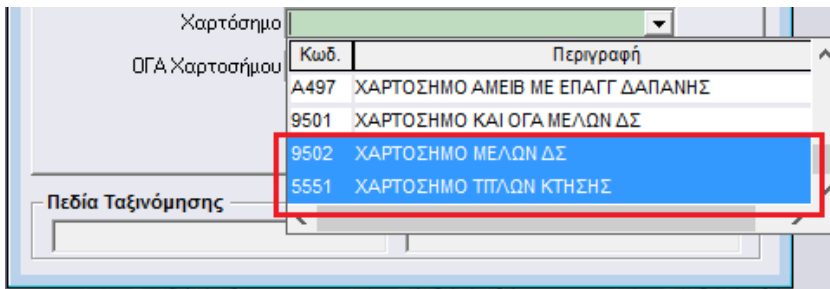 Χαρτόσημο
ΟΓΑ Χαρτοσήμου
Κωδ. Περιγραφή
A497 ΧΑΡΤΟΣΗΜΟ ΑΜΕΙΒ ΜΕ ΕΠΑΓΓ ΔΑΠΑΝΗΣ
9501 ΧΑΡΤΟΣΗΜΟ ΚΑΙ ΟΓΑ ΜΕΛΩΝ ΔΣ
9502 ΧΑΡΤΟΣΗΜΟ ΜΕΛΩΝ ΔΣ
5551 ΧΑΡΤΟΣΗΜΟ ΤΙΤΛΩΝ ΚΤΗΣΗΣ
Πεδία Ταξινόμησης